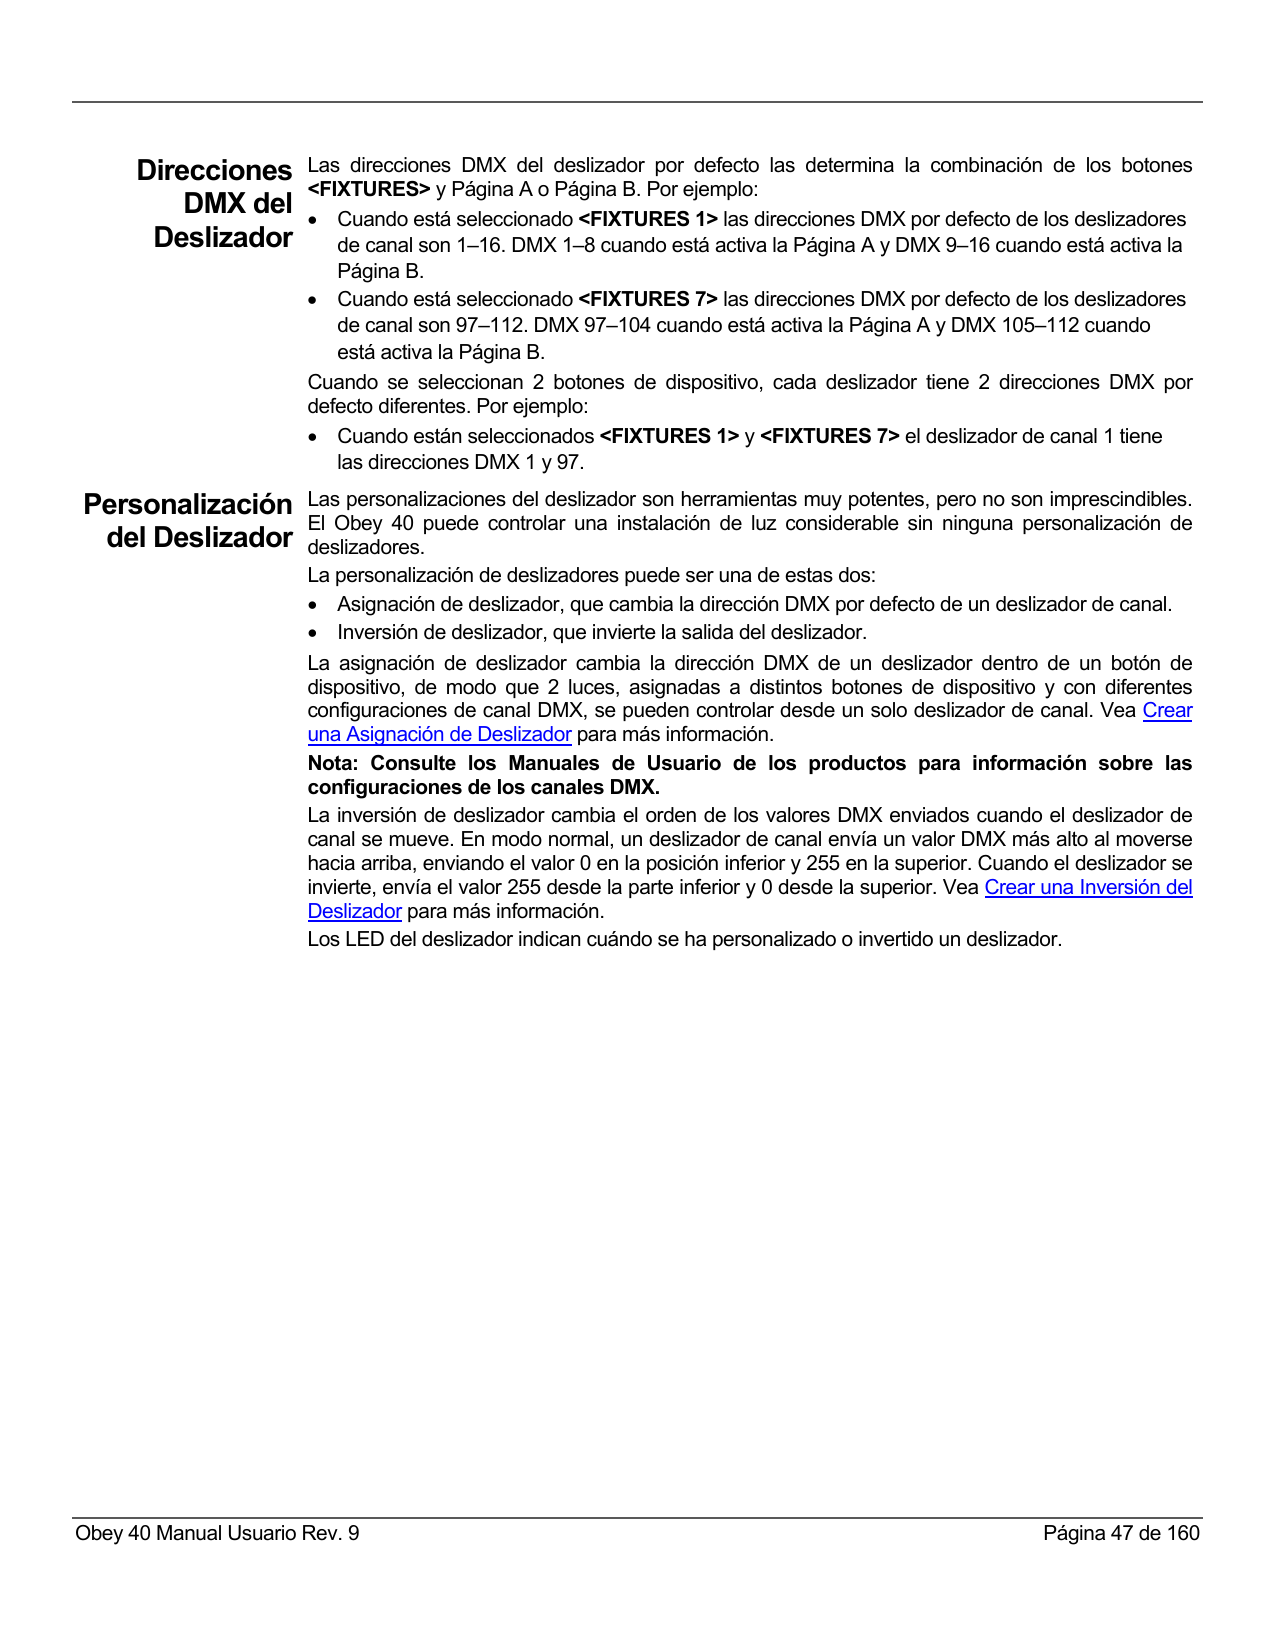 Direcciones
DMX del
Deslizador
Las direcciones DMX del deslizador por defecto las determina la combinación de los botones
<FIXTURES> y Página A o Página B. Por ejemplo:
• Cuando está seleccionado <FIXTURES 1> las direcciones DMX por defecto de los deslizadores
de canal son 1–16. DMX 1–8 cuando está activa la Página A y DMX 9–16 cuando está activa la
Página B.
• Cuando está seleccionado <FIXTURES 7> las direcciones DMX por defecto de los deslizadores
de canal son 97–112. DMX 97–104 cuando está activa la Página A y DMX 105–112 cuando
está activa la Página B.
Cuando se seleccionan 2 botones de dispositivo, cada deslizador tiene 2 direcciones DMX por
defecto diferentes. Por ejemplo:
• Cuando están seleccionados <FIXTURES 1> y <FIXTURES 7> el deslizador de canal 1 tiene
las direcciones DMX 1 y 97.
Personalización
del Deslizador
Las personalizaciones del deslizador son herramientas muy potentes, pero no son imprescindibles.
El Obey 40 puede controlar una instalación de luz considerable sin ninguna personalización de
deslizadores.
La personalización de deslizadores puede ser una de estas dos:
• Asignación de deslizador, que cambia la dirección DMX por defecto de un deslizador de canal.
• Inversión de deslizador, que invierte la salida del deslizador.
La asignación de deslizador cambia la dirección DMX de un deslizador dentro de un botón de
dispositivo, de modo que 2 luces, asignadas a distintos botones de dispositivo y con diferentes
configuraciones de canal DMX, se pueden controlar desde un solo deslizador de canal. Vea Crear
una Asignación de Deslizador para más información.
Nota: Consulte los Manuales de Usuario de los productos para información sobre las
configuraciones de los canales DMX.
La inversión de deslizador cambia el orden de los valores DMX enviados cuando el deslizador de
canal se mueve. En modo normal, un deslizador de canal envía un valor DMX más alto al moverse
hacia arriba, enviando el valor 0 en la posición inferior y 255 en la superior. Cuando el deslizador se
invierte, envía el valor 255 desde la parte inferior y 0 desde la superior. Vea Crear una Inversión del
Deslizador para más información.
Los LED del deslizador indican cuándo se ha personalizado o invertido un deslizador.
Obey 40 Manual Usuario Rev. 9
Página 47 de 160